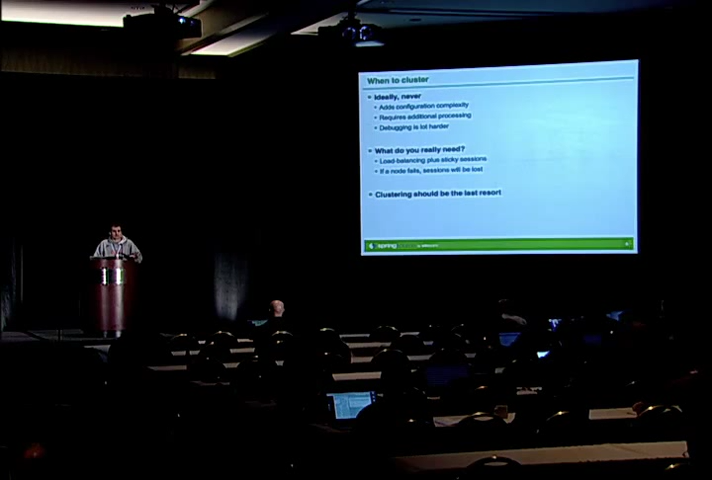 When to cluster
Ideally, never
Adds configuration complexity
Requires additional processing
Debugging is lot harder
What do you really need?
Load-balancing plus sticky sessions
If a node fails, sessions will be lost
Clustering should be the last resort
spring